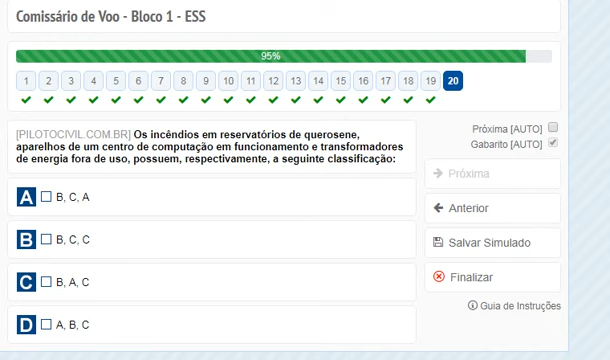 Comissário de Voo - Bloco 1 - ESS
95%
1 2 3 4 5 6 7 8 9 10 11 12 13 14 15 16 17 18 19 20
[PILOTOCIVIL.COM.BR] Os incêndios em reservatórios de querosene,
aparelhos de um centro de computação em funcionamento e transformadores
de energia fora de uso, possuem, respectivamente, a seguinte classificação:
A B, C, A
B B, C, C
C B, A, C
D A, B, C
Próxima [AUTO]
Gabarito [AUTO]
Próxima
Anterior
Salvar Simulado
Finalizar
Guia de Instruções